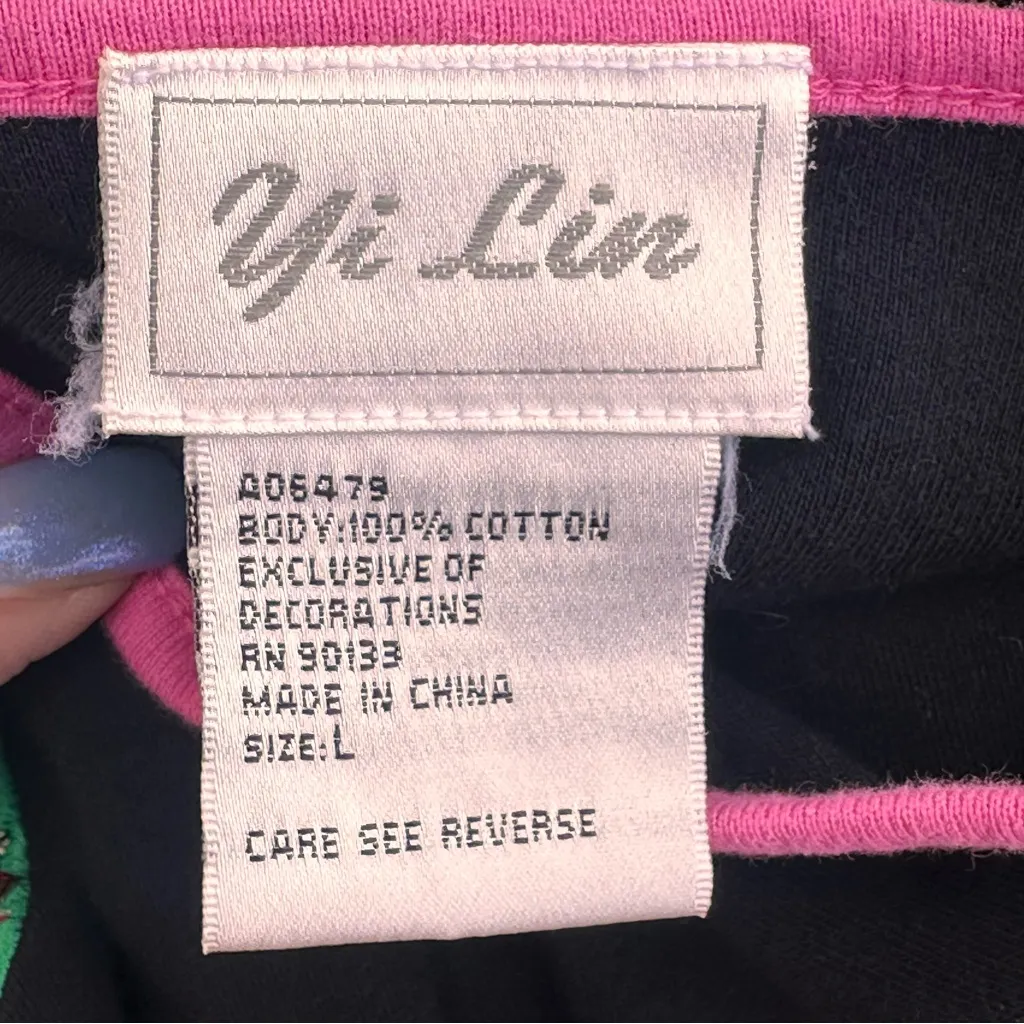 Yi Lin
A06479
BODY:100% COTTON
EXCLUSIVE OF
DECORATIONS
RN 90133
MADE IN CHINA
SIZE:L
CARE SEE REVERSE